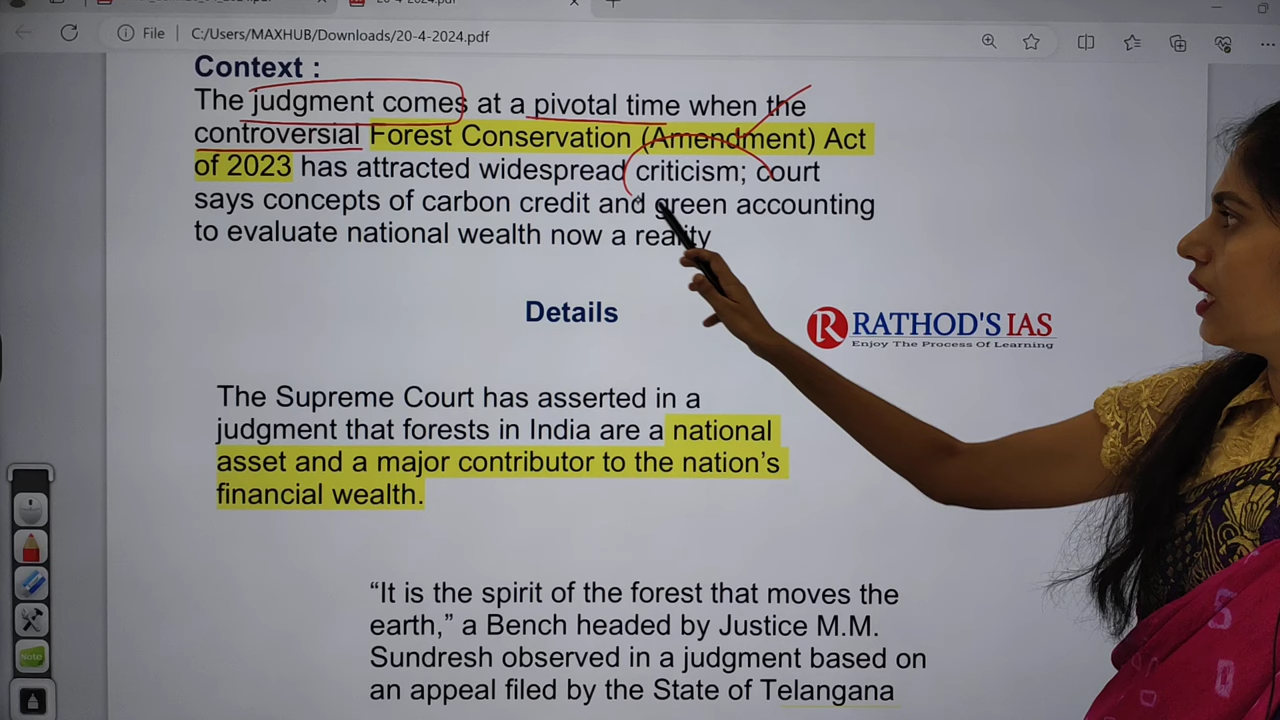 20-4-2024.pdf
File | C:/Users/MAXHUB/Downloads/20-4-2024.pdf
Context :
The judgment comes at a pivotal time when the
controversial Forest Conservation (Amendment) Act
of 2023 has attracted widespread criticism; court
says concepts of carbon credit and green accounting
to evaluate national wealth now a reality
Details
R RATHOD'S IAS
Enjoy The Process Of Learning
The Supreme Court has asserted in a
judgment that forests in India are a national
asset and a major contributor to the nation's
financial wealth.
“It is the spirit of the forest that moves the
earth,” a Bench headed by Justice M.M.
Sundresh observed in a judgment based on
an appeal filed by the State of Telangana
Note